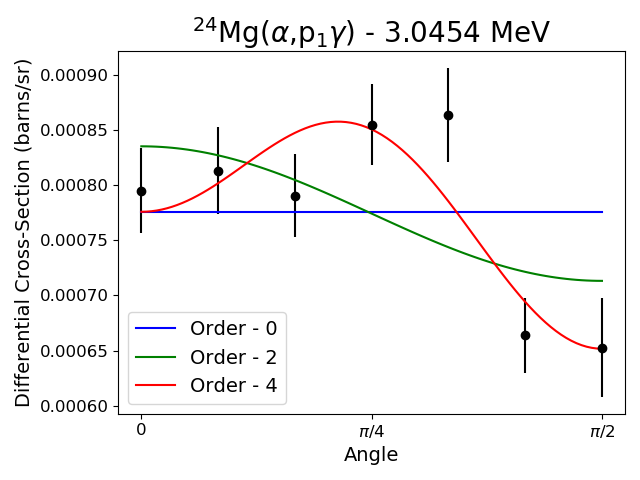 ²⁴Mg(α,p₁γ) - 3.0454 MeV
Differential Cross-Section (barns/sr)
0.00090
0.00085
0.00080
0.00075
0.00070
0.00065
0.00060
Order - 0
Order - 2
Order - 4
0 π/4 π/2
Angle